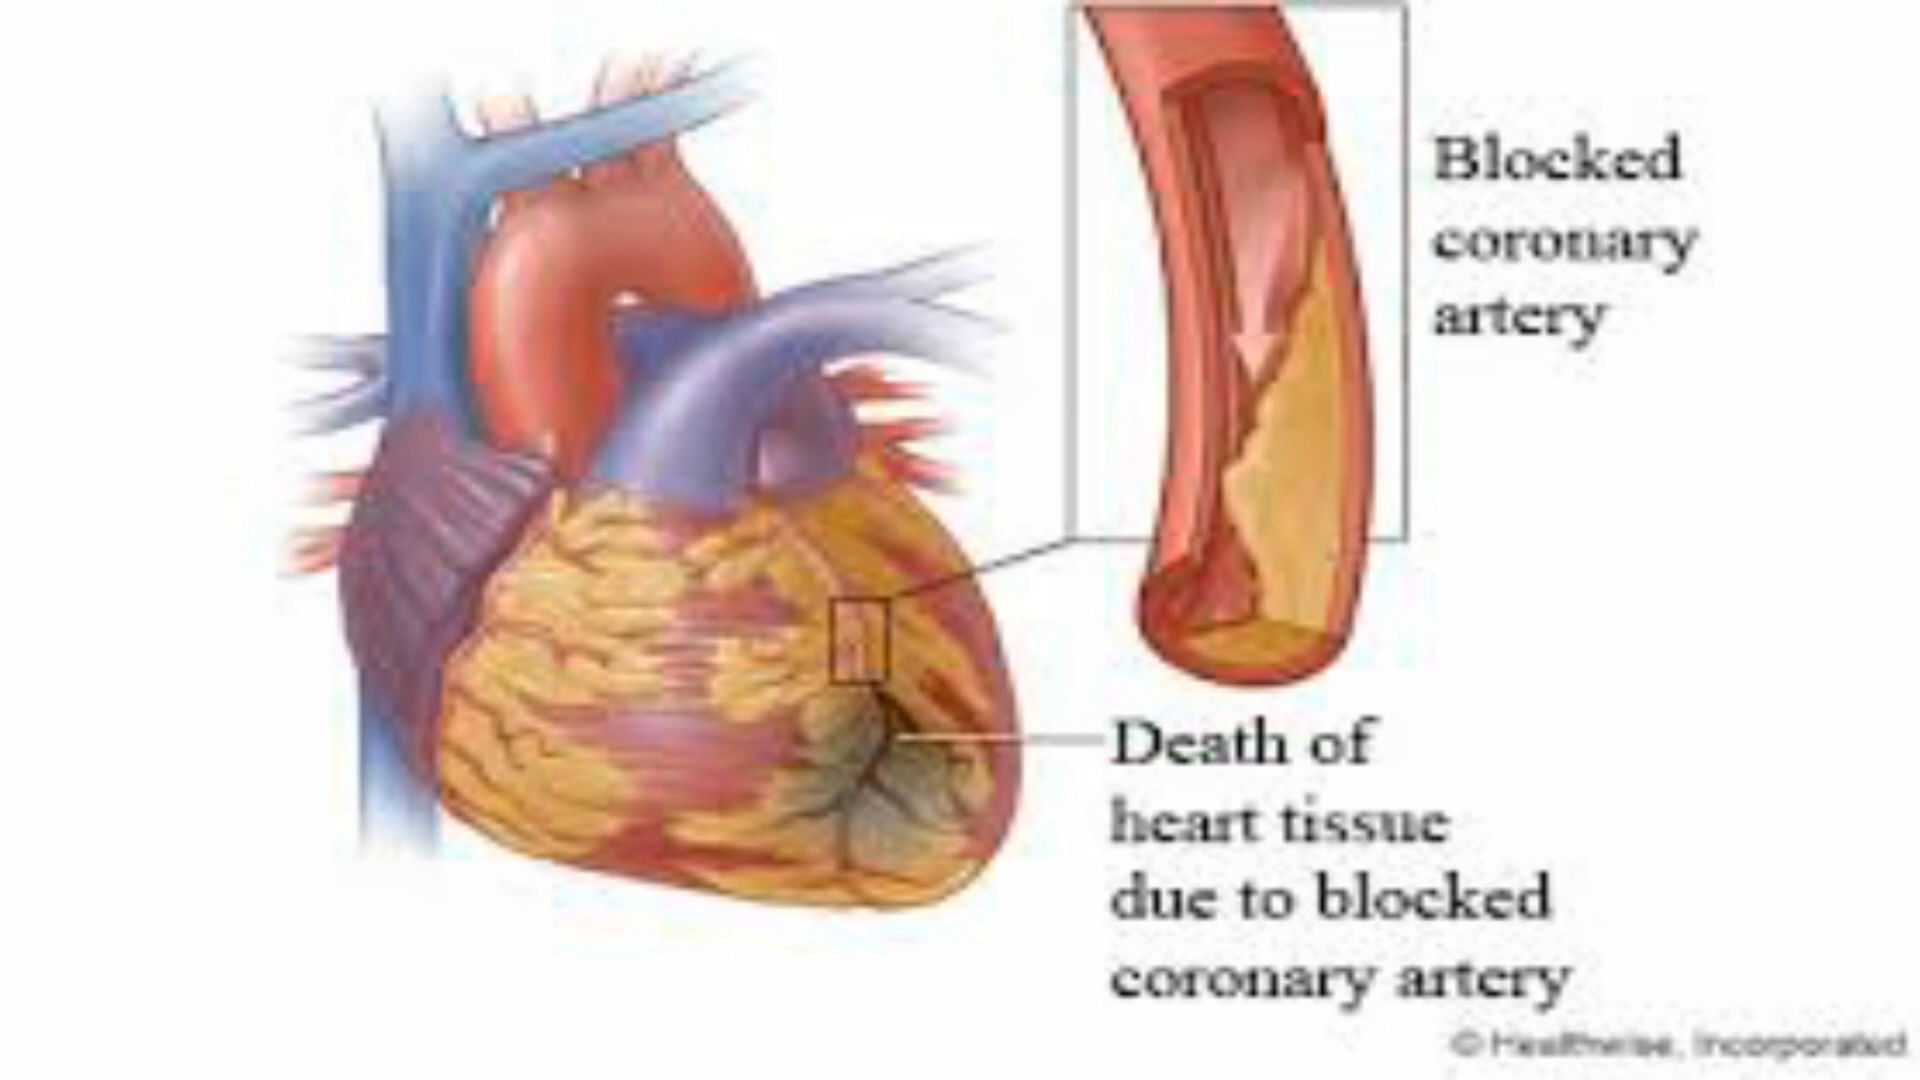 Blocked
coronary
artery
Death of
heart tissue
due to blocked
coronary artery
© Healthwise, Incorporated